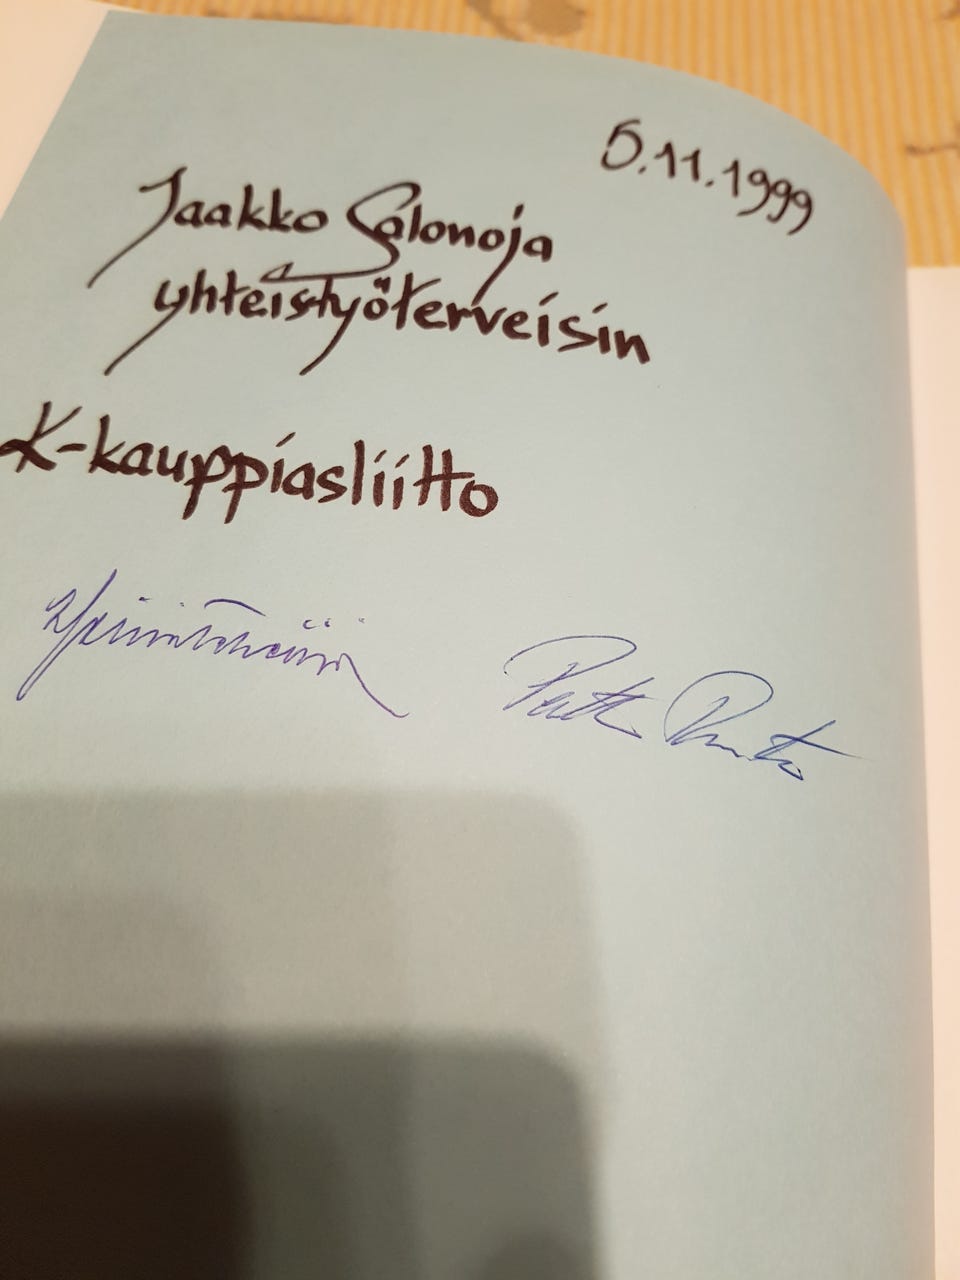 5.11.1999
Jaakko Salonoja
yhteistyöterveisin
K-kauppiasliitto